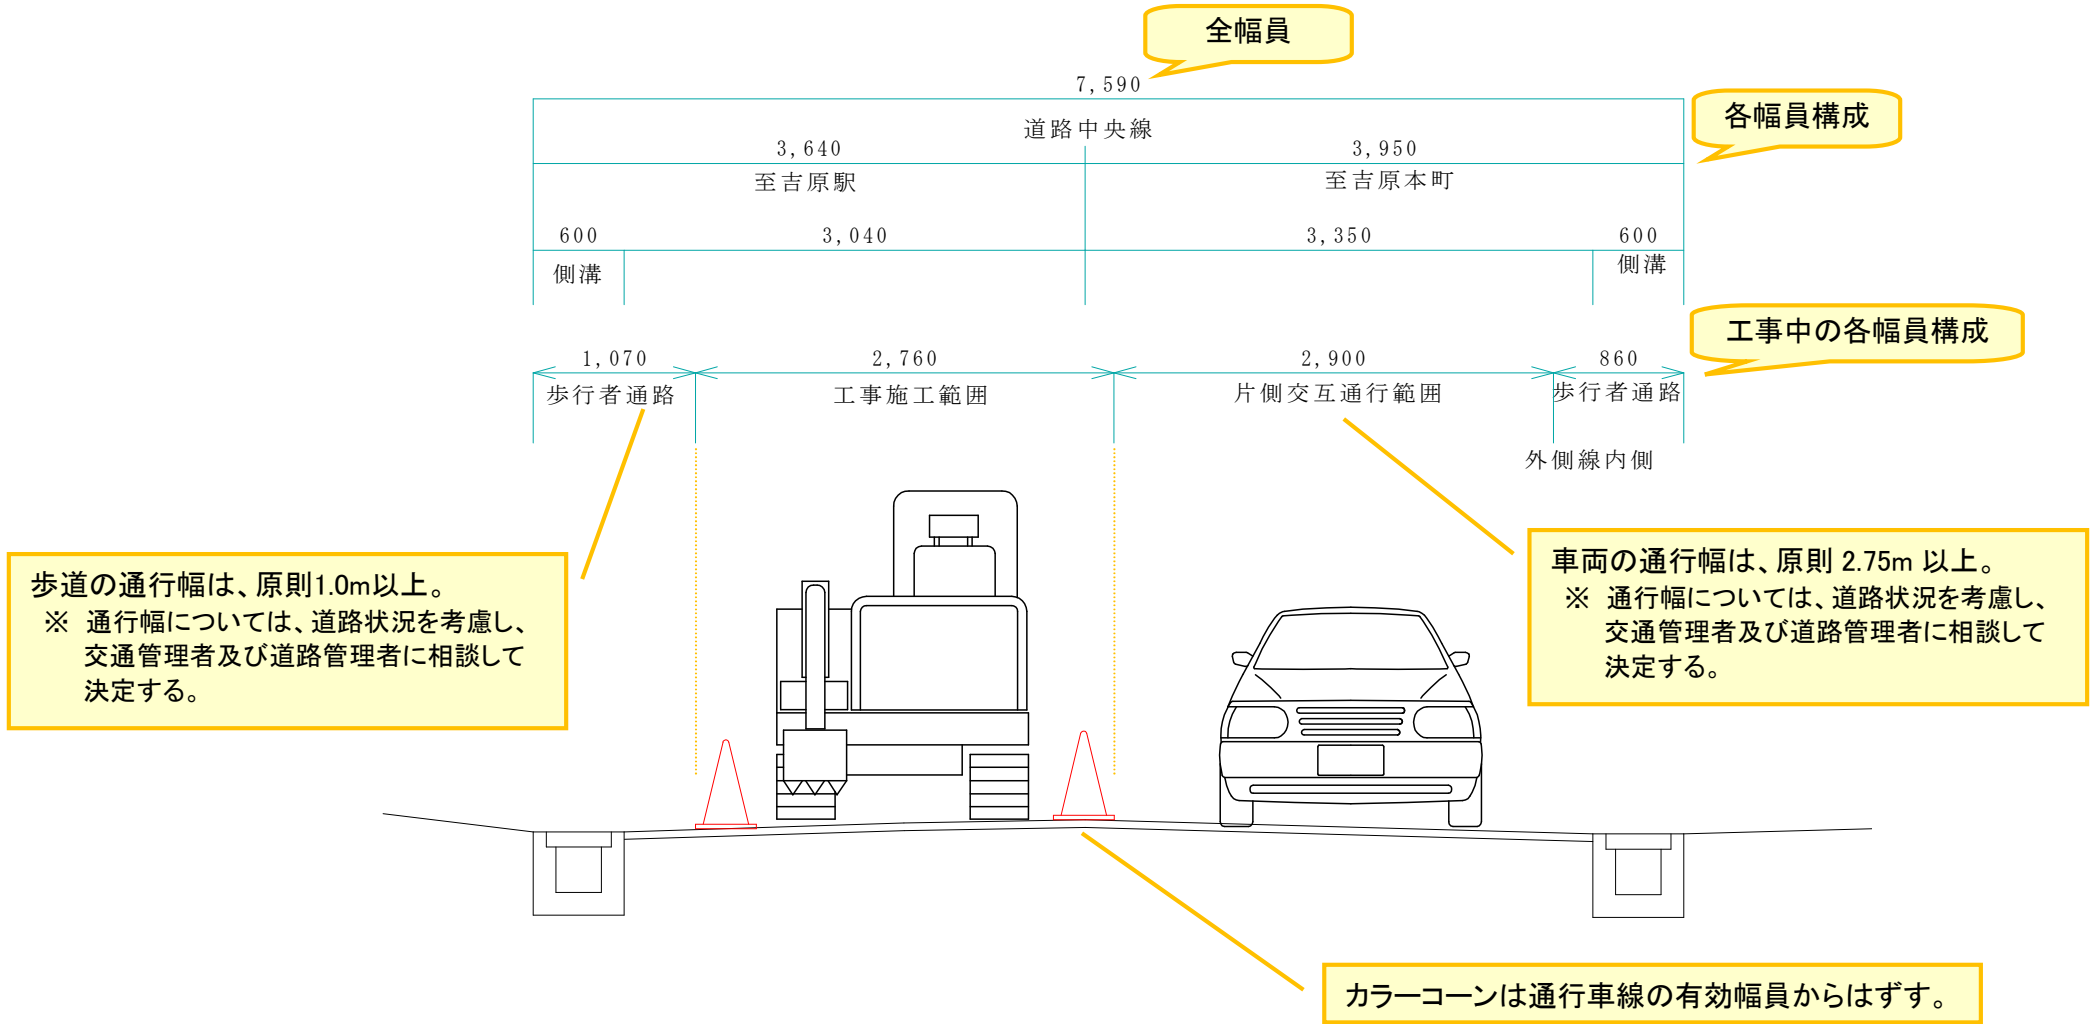 全幅員
7,590
各幅員構成
道路中央線
3,640
3,950
至吉原駅
至吉原本町
600
3,040
3,350
600
側溝
側溝
工事中の各幅員構成
1,070
2,760
2,900
860
歩行者通路
工事施工範囲
片側交互通行範囲
歩行者通路
外側線内側
歩道の通行幅は、原則1.0m以上。
※ 通行幅については、道路状況を考慮し、
交通管理者及び道路管理者に相談して
決定する。
車両の通行幅は、原則 2.75m 以上。
※ 通行幅については、道路状況を考慮し、
交通管理者及び道路管理者に相談して
決定する。
カラーコーンは通行車線の有効幅員からはずす。